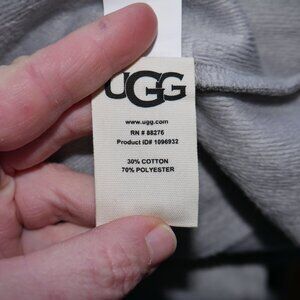 UGG
www.ugg.com
RN # 88276
Product ID# 1096932
30% COTTON
70% POLYESTER